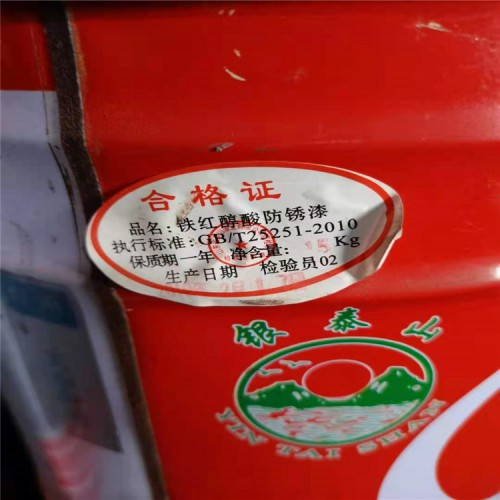 合格证
品名:铁红醇酸防锈漆
执行标准:GB/T25251-2010
保质期一年 净含量: 15 Kg
生产日期 检验员02
银泰山
YIN TAI SHAN